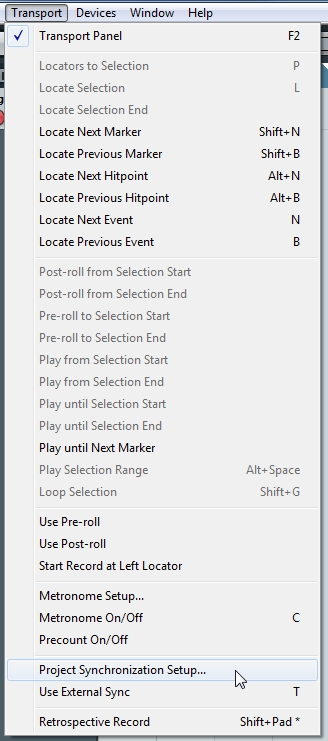 Transport Devices Window Help
Transport Panel F2
Locators to Selection P
Locate Selection L
Locate Selection End
Locate Next Marker Shift+N
Locate Previous Marker Shift+B
Locate Next Hitpoint Alt+N
Locate Previous Hitpoint Alt+B
Locate Next Event N
Locate Previous Event B
Post-roll from Selection Start
Post-roll from Selection End
Pre-roll to Selection Start
Pre-roll to Selection End
Play from Selection Start
Play from Selection End
Play until Selection Start
Play until Selection End
Play until Next Marker
Play Selection Range Alt+Space
Loop Selection Shift+G
Use Pre-roll
Use Post-roll
Start Record at Left Locator
Metronome Setup...
Metronome On/Off C
Precount On/Off
Project Synchronization Setup...
Use External Sync T
Retrospective Record Shift+Pad *